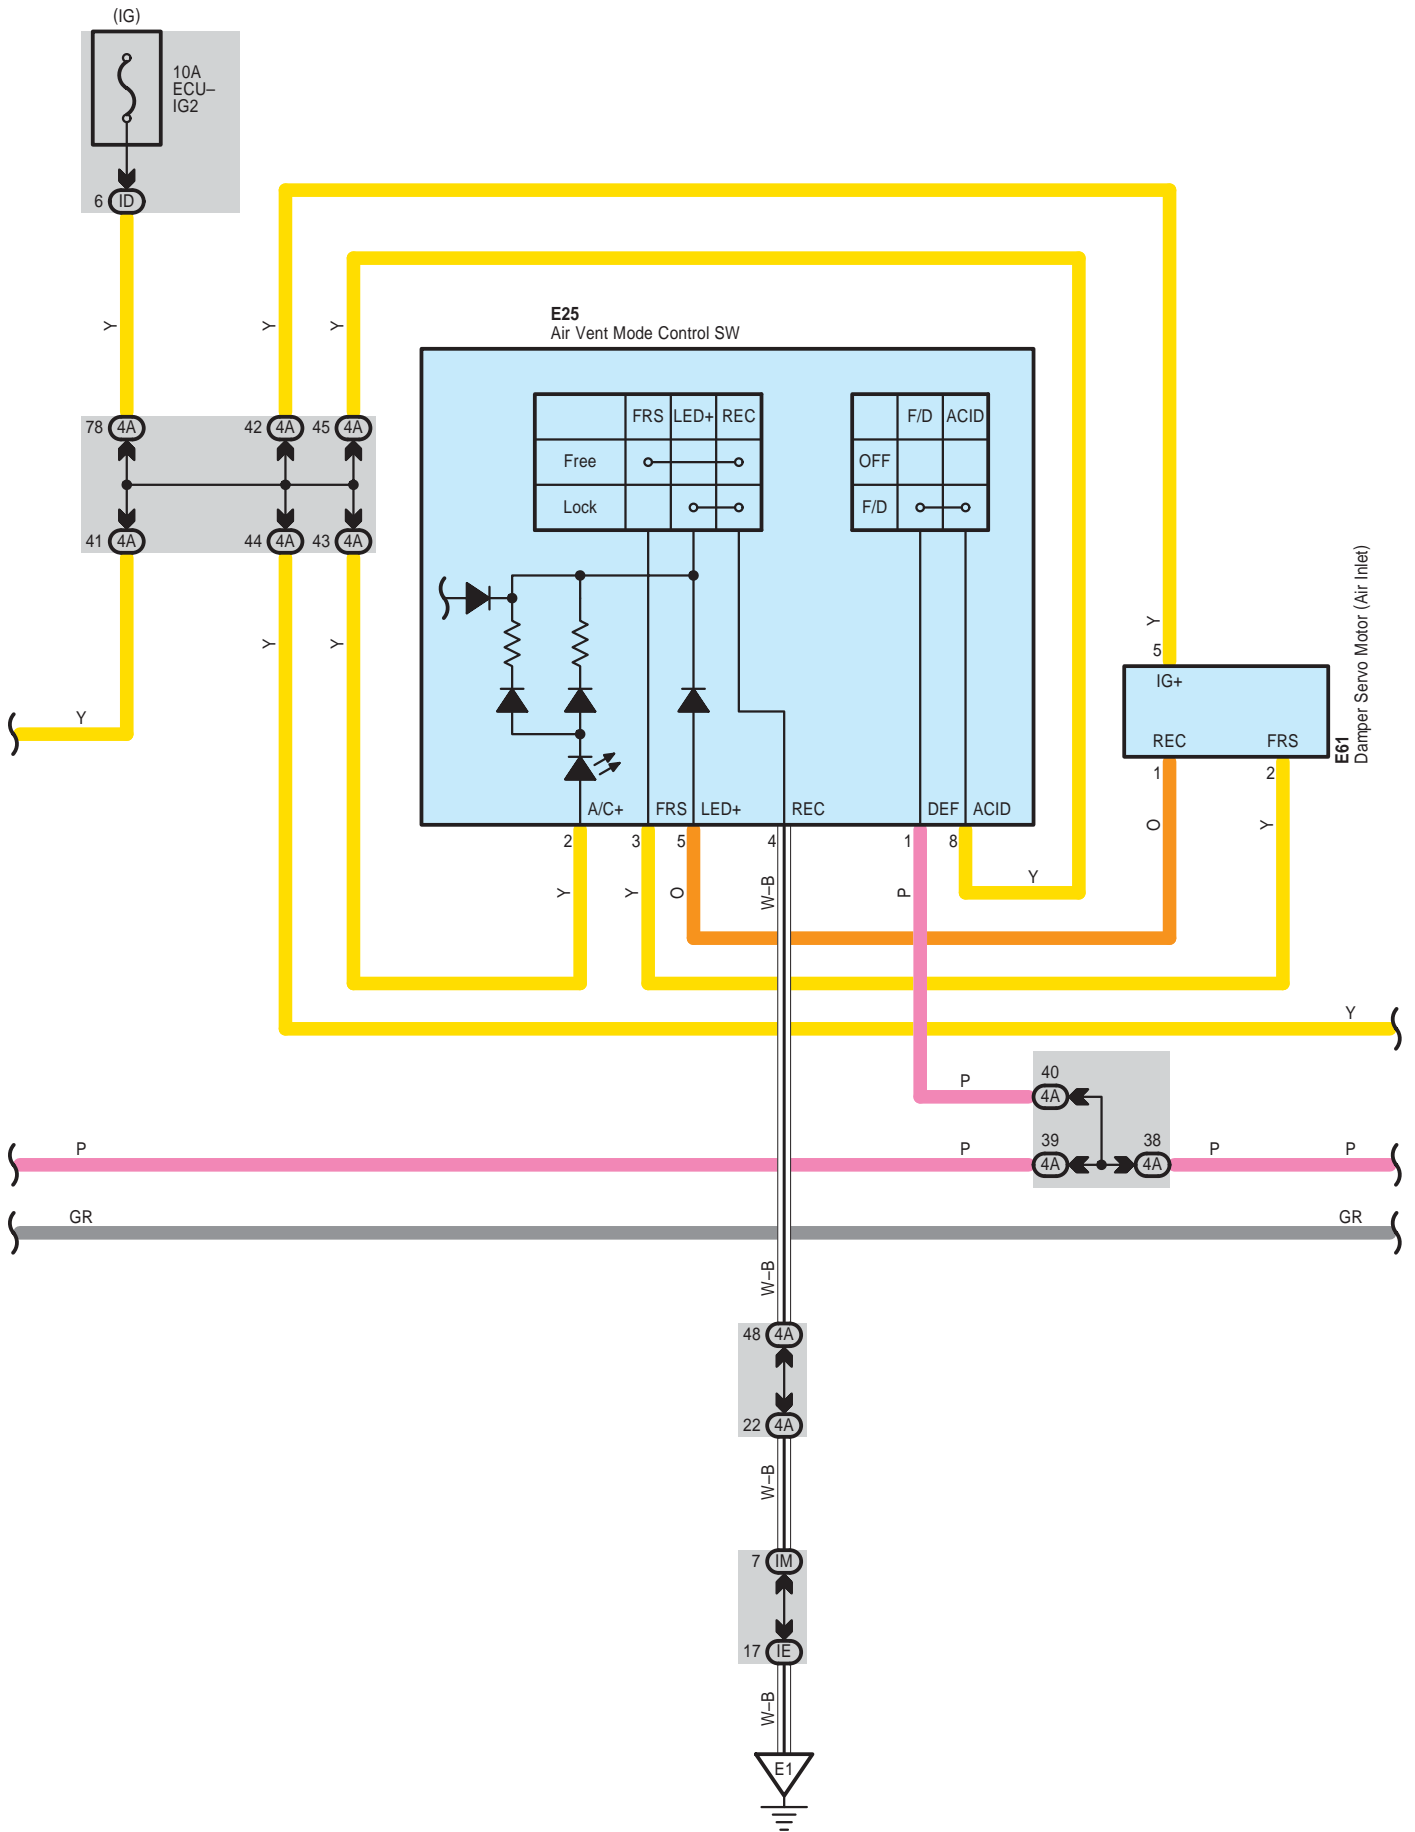 (IG)
10A
ECU–
IG2
6 ID
Y
Y
Y
E25
Air Vent Mode Control SW
FRS LED+ REC
Free
Lock
F/D ACID
OFF
F/D
78 4A
42 4A
45 4A
41 4A
44 4A
43 4A
Y
Y
Y
Y
5
IG+
REC
FRS
E61
Damper Servo Motor (Air Inlet)
1
2
O
Y
A/C+
FRS
LED+
REC
DEF
ACID
2
3
5
4
1
8
Y
Y
O
W–B
P
Y
Y
P
40
4A
P
P
39
4A
38
4A
P
P
GR
GR
W–B
48 4A
22 4A
W–B
7 IM
17 IE
W–B
E1